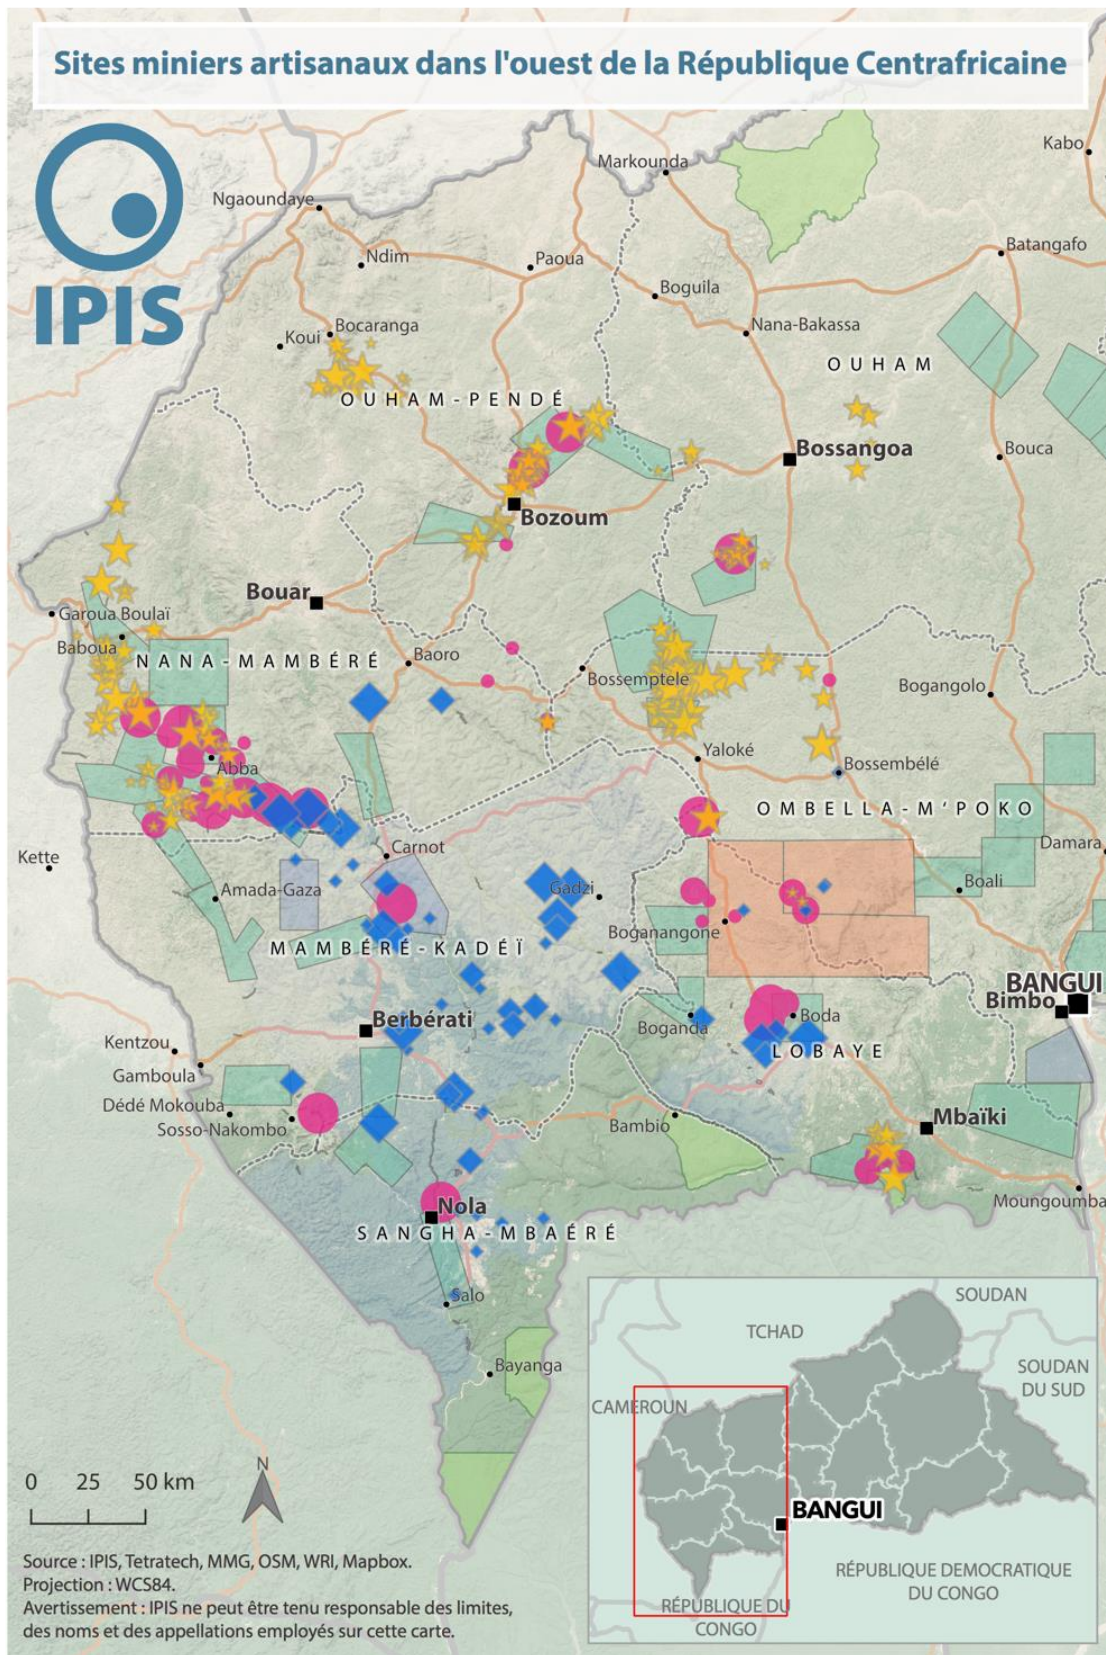 Sites miniers artisanaux dans l'ouest de la République Centrafricaine
IPIS
Kabo
Markounda
Ngaoundaye
Batangafo
Ndim
Paoua
Boguila
Nana-Bakassa
Bocaranga
Koui
OUHAM
OUHAM-PENDÉ
Bossangoa
Bouca
Bozoum
Bouar
Garoua Boulaï
Baboua
NANA-MAMBÉRÉ
Baoro
Bossemptele
Bogangolo
Yaloké
Bossembélé
Abba
OMBELLA-M'POKO
Damara
Kette
Carnot
Amada-Gaza
Gadzi
Boali
Boganangone
MAMBÉRÉ-KADÉÏ
BANGUI
Bimbo
Berbérati
Boganda
Boda
LOBAYE
Kentzou
Gamboula
Dédé Mokouba
Sosso-Nakombo
Bambio
Mbaïki
Moungoumba
Nola
SANGHA-MBAÉRÉ
Salo
Bayanga
SOUDAN
TCHAD
SOUDAN
DU SUD
CAMEROUN
BANGUI
RÉPUBLIQUE DEMOCRATIQUE
DU CONGO
RÉPUBLIQUE DU
CONGO
N
0 25 50 km
Source : IPIS, Tetratech, MMG, OSM, WRI, Mapbox.
Projection : WCS84.
Avertissement : IPIS ne peut être tenu responsable des limites,
des noms et des appellations employés sur cette carte.